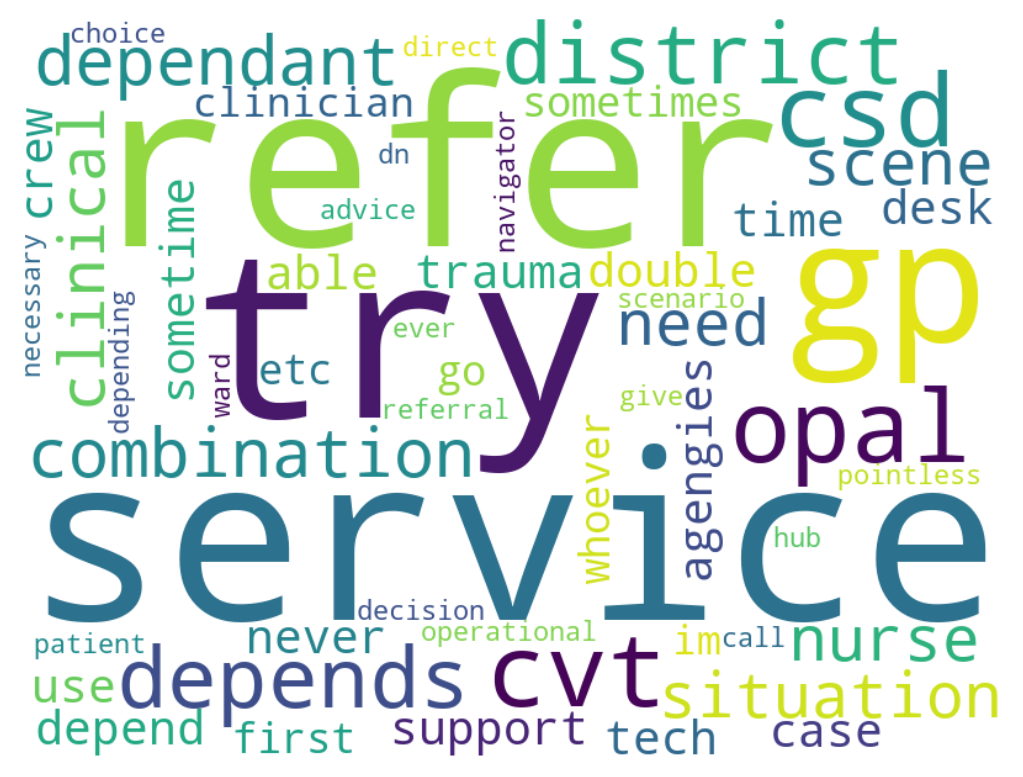 choice
dependant
direct
district
clinician
sometimes
csd
crew
clinical
refer
dn
navigator
scene
advice
time
desk
sometime
able
trauma
double
gp
necessary
depending
try
scenario
need
ever
ward
etc
go
referral
give
agengies
opal
combination
whoever
pointless
service
hub
decision
patient
never
operational
im
call
nurse
use
depends
cvt
situation
depend
first
support
tech
case